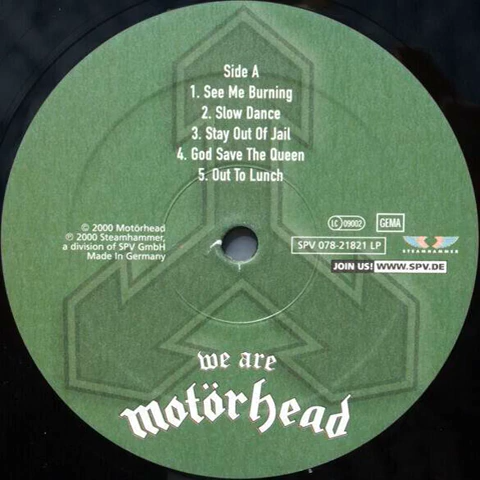 Side A
1. See Me Burning
2. Slow Dance
3. Stay Out Of Jail
4. God Save The Queen
5. Out To Lunch
© 2000 Motörhead
℗ 2000 Steamhammer,
a division of SPV GmbH
Made In Germany
LC 09002
GEMA
SPV 078-21821 LP
STEAMHAMMER
JOIN US! WWW.SPV.DE
we are
motörhead